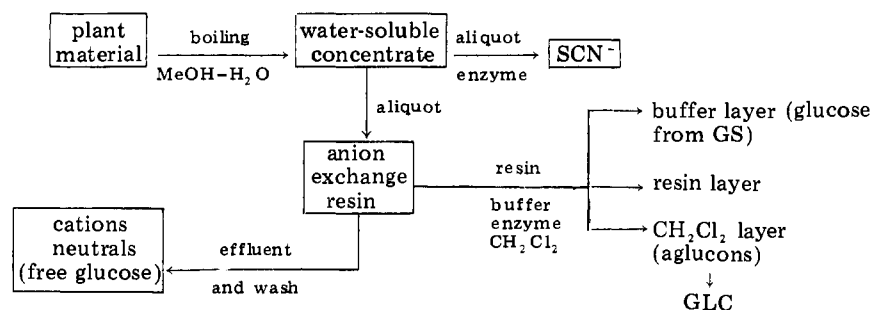 plant
material
boiling
MeOH-H₂O
water-soluble
concentrate
aliquot
enzyme
SCN⁻
aliquot
anion
exchange
resin
resin
buffer
enzyme
CH₂Cl₂
buffer layer (glucose
from GS)
resin layer
CH₂Cl₂ layer
(aglucons)
GLC
cations
neutrals
(free glucose)
effluent
and wash